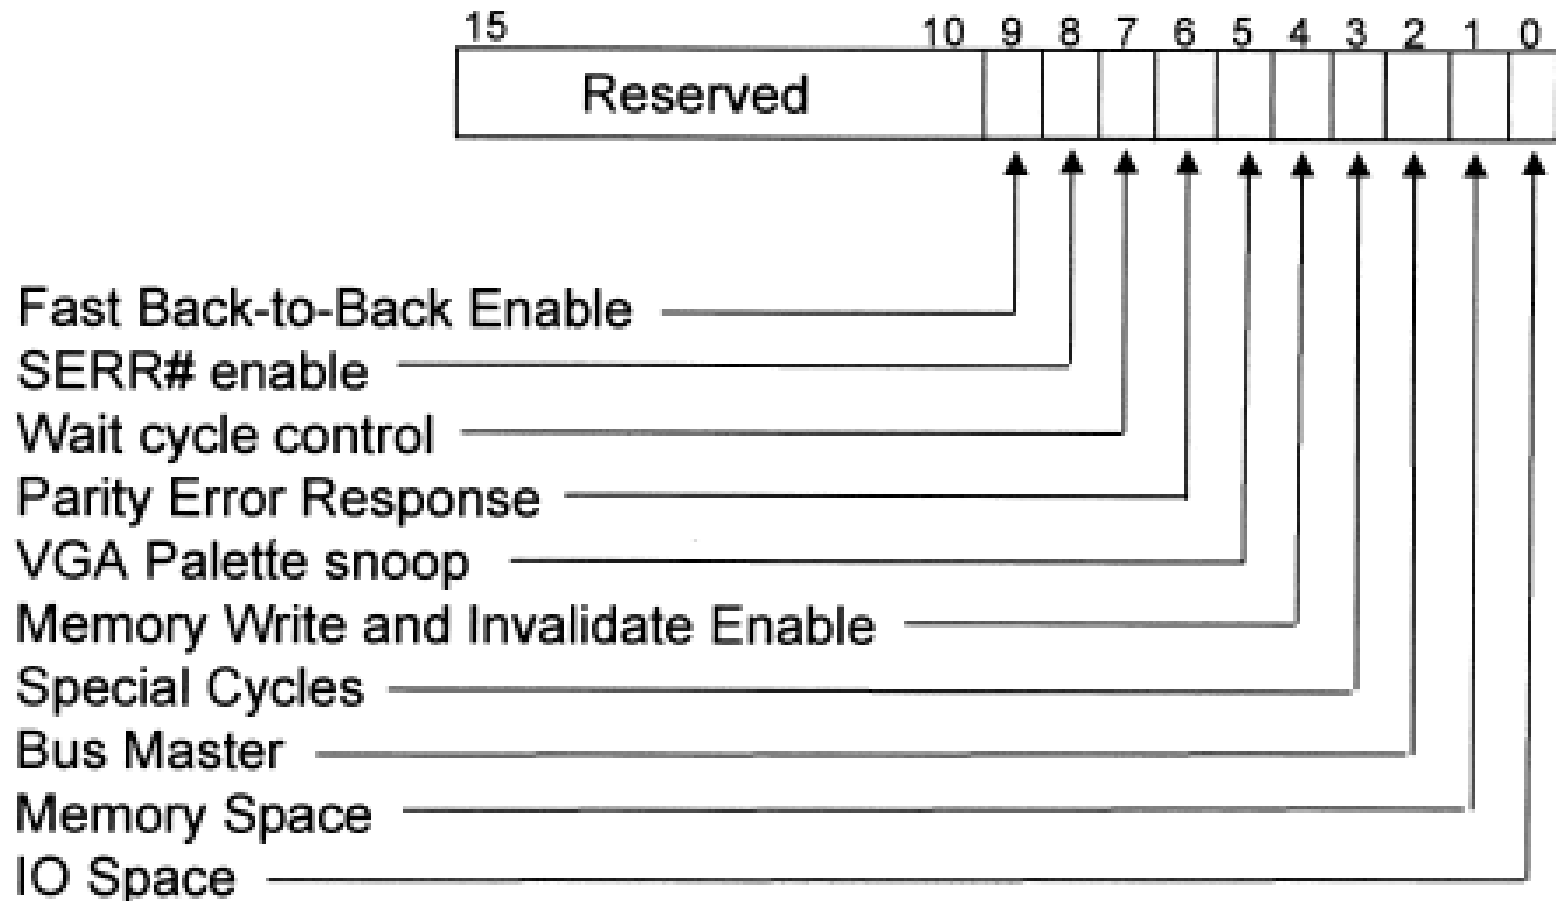 15 10 9 8 7 6 5 4 3 2 1 0
Reserved
Fast Back-to-Back Enable
SERR# enable
Wait cycle control
Parity Error Response
VGA Palette snoop
Memory Write and Invalidate Enable
Special Cycles
Bus Master
Memory Space
IO Space